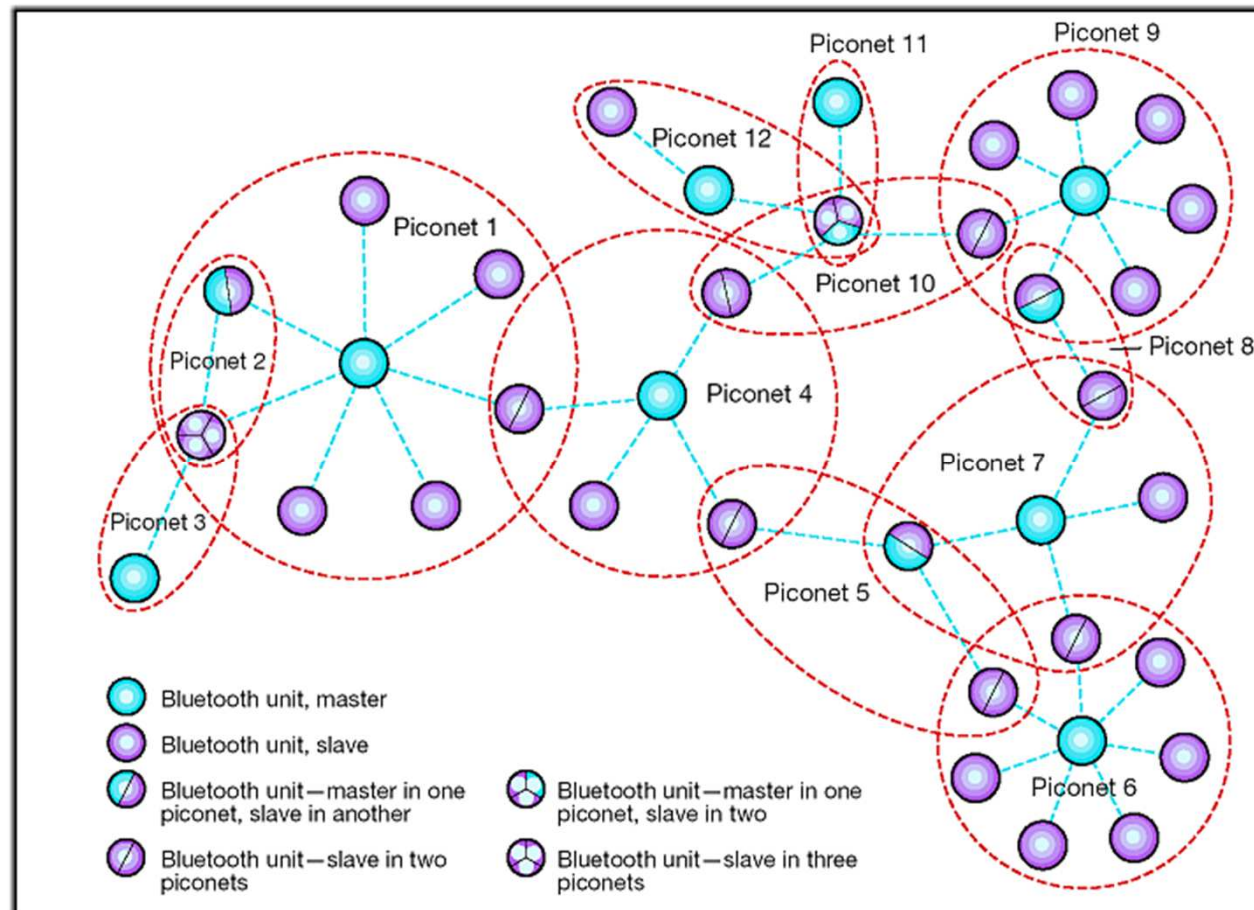 Piconet 9
Piconet 11
Piconet 12
Piconet 1
Piconet 10
Piconet 8
Piconet 2
Piconet 4
Piconet 7
Piconet 3
Piconet 5
Piconet 6
Bluetooth unit, master
Bluetooth unit, slave
Bluetooth unit—master in one
piconet, slave in another
Bluetooth unit—slave in two
piconets
Bluetooth unit—master in one
piconet, slave in two
Bluetooth unit—slave in three
piconets